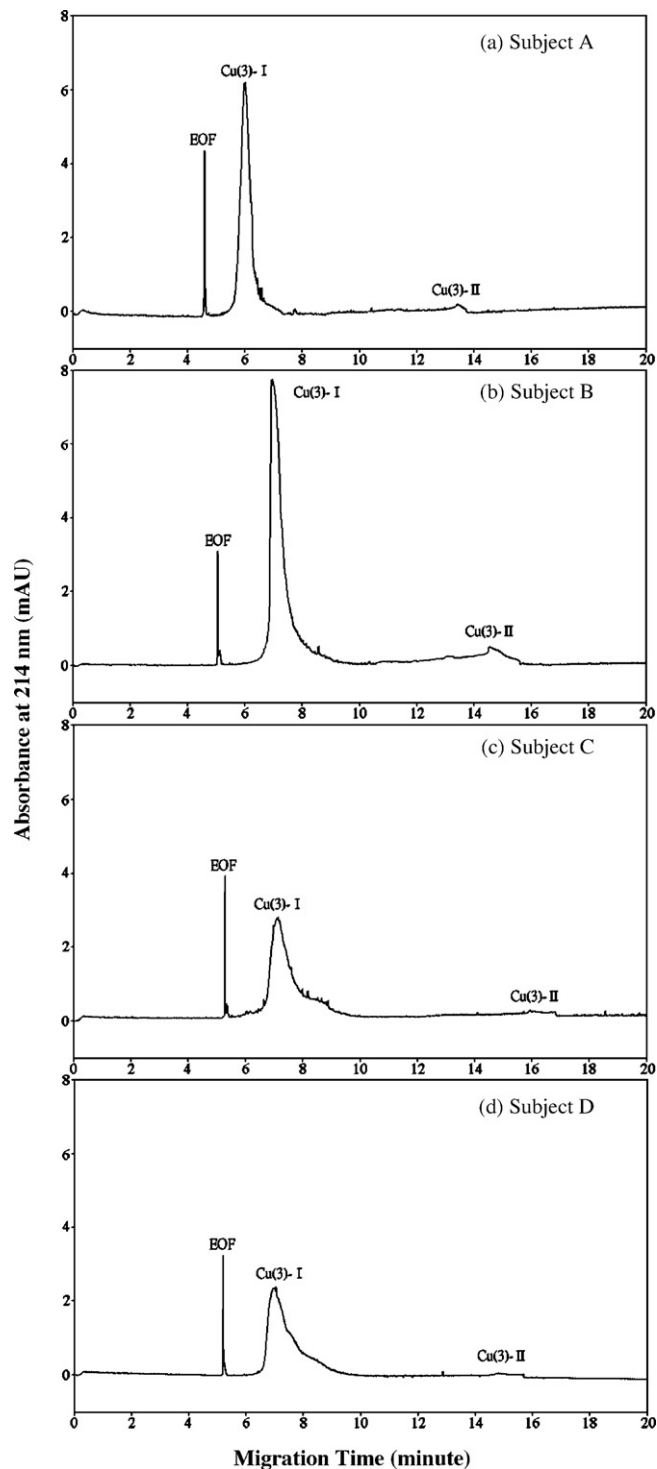 8
(a) Subject A
Cu(3)- I
6
EOF
4
2
Cu(3)-II
0
0 2 4 6 8 10 12 14 16 18 20
8
Cu(3)- I
(b) Subject B
6
4
EOF
2
Cu(3)-II
0
0 2 4 6 8 10 12 14 16 18 20
8
(c) Subject C
6
EOF
4
Cu(3)- I
2
Cu(3)-II
0
0 2 4 6 8 10 12 14 16 18 20
8
(d) Subject D
6
4
EOF
Cu(3)- I
2
Cu(3)-II
0
0 2 4 6 8 10 12 14 16 18 20
Absorbance at 214 nm (mAU)
Migration Time (minute)